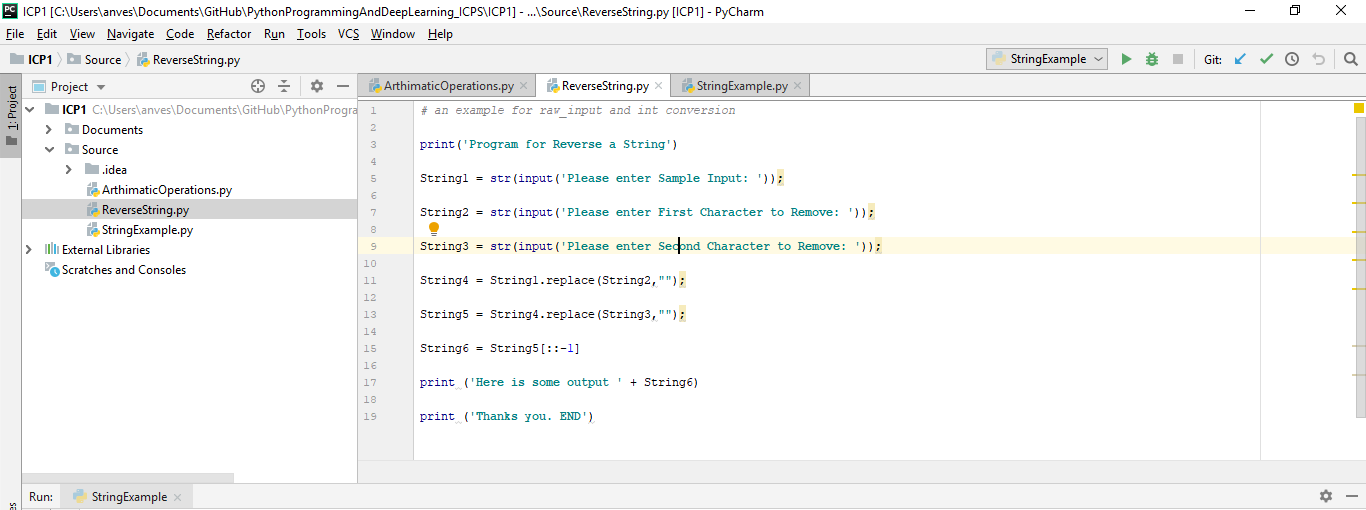 PC ICP1 [C:\Users\anves\Documents\GitHub\PythonProgrammingAndDeepLearning_ICPS\ICP1] - ...\Source\ReverseString.py [ICP1] - PyCharm
File Edit View Navigate Code Refactor Run Tools VCS Window Help
ICP1 Source ReverseString.py StringExample Git:
1: Project
Project
ArthimaticOperations.py ReverseString.py StringExample.py
ICP1 C:\Users\anves\Documents\GitHub\PythonProgra
Documents
Source
.idea
ArthimaticOperations.py
ReverseString.py
StringExample.py
External Libraries
Scratches and Consoles
1 # an example for raw_input and int conversion
2
3 print('Program for Reverse a String')
4
5 String1 = str(input('Please enter Sample Input: '));
6
7 String2 = str(input('Please enter First Character to Remove: '));
8
9 String3 = str(input('Please enter Second Character to Remove: '));
10
11 String4 = String1.replace(String2,"");
12
13 String5 = String4.replace(String3,"");
14
15 String6 = String5[::-1]
16
17 print ('Here is some output ' + String6)
18
19 print ('Thanks you. END')
Run: StringExample